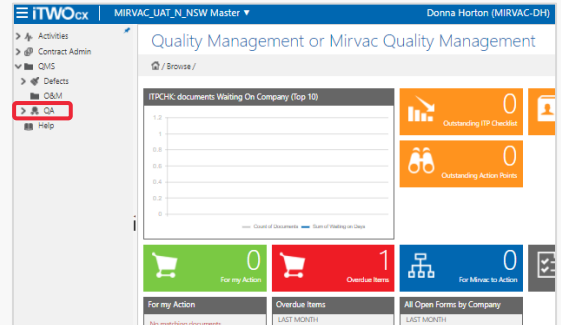 iTWOcx
MIRVAC_UAT_N_NSW Master ▼
Donna Horton (MIRVAC-DH)
Activities
Contract Admin
QMS
Defects
O&M
QA
Help
Quality Management or Mirvac Quality Management
/ Browse /
ITPCHK: documents Waiting On Company (Top 10)
1.2
1
0.8
0.6
0.4
0.2
0
Count of Documents
Sum of Waiting on Days
0
Outstanding ITP Checklist
0
Outstanding Action Points
i
0
For my Action
1
Overdue Items
0
For Mirvac to Action
For my Action
No matching documents
Overdue Items
LAST MONTH
All Open Forms by Company
LAST MONTH